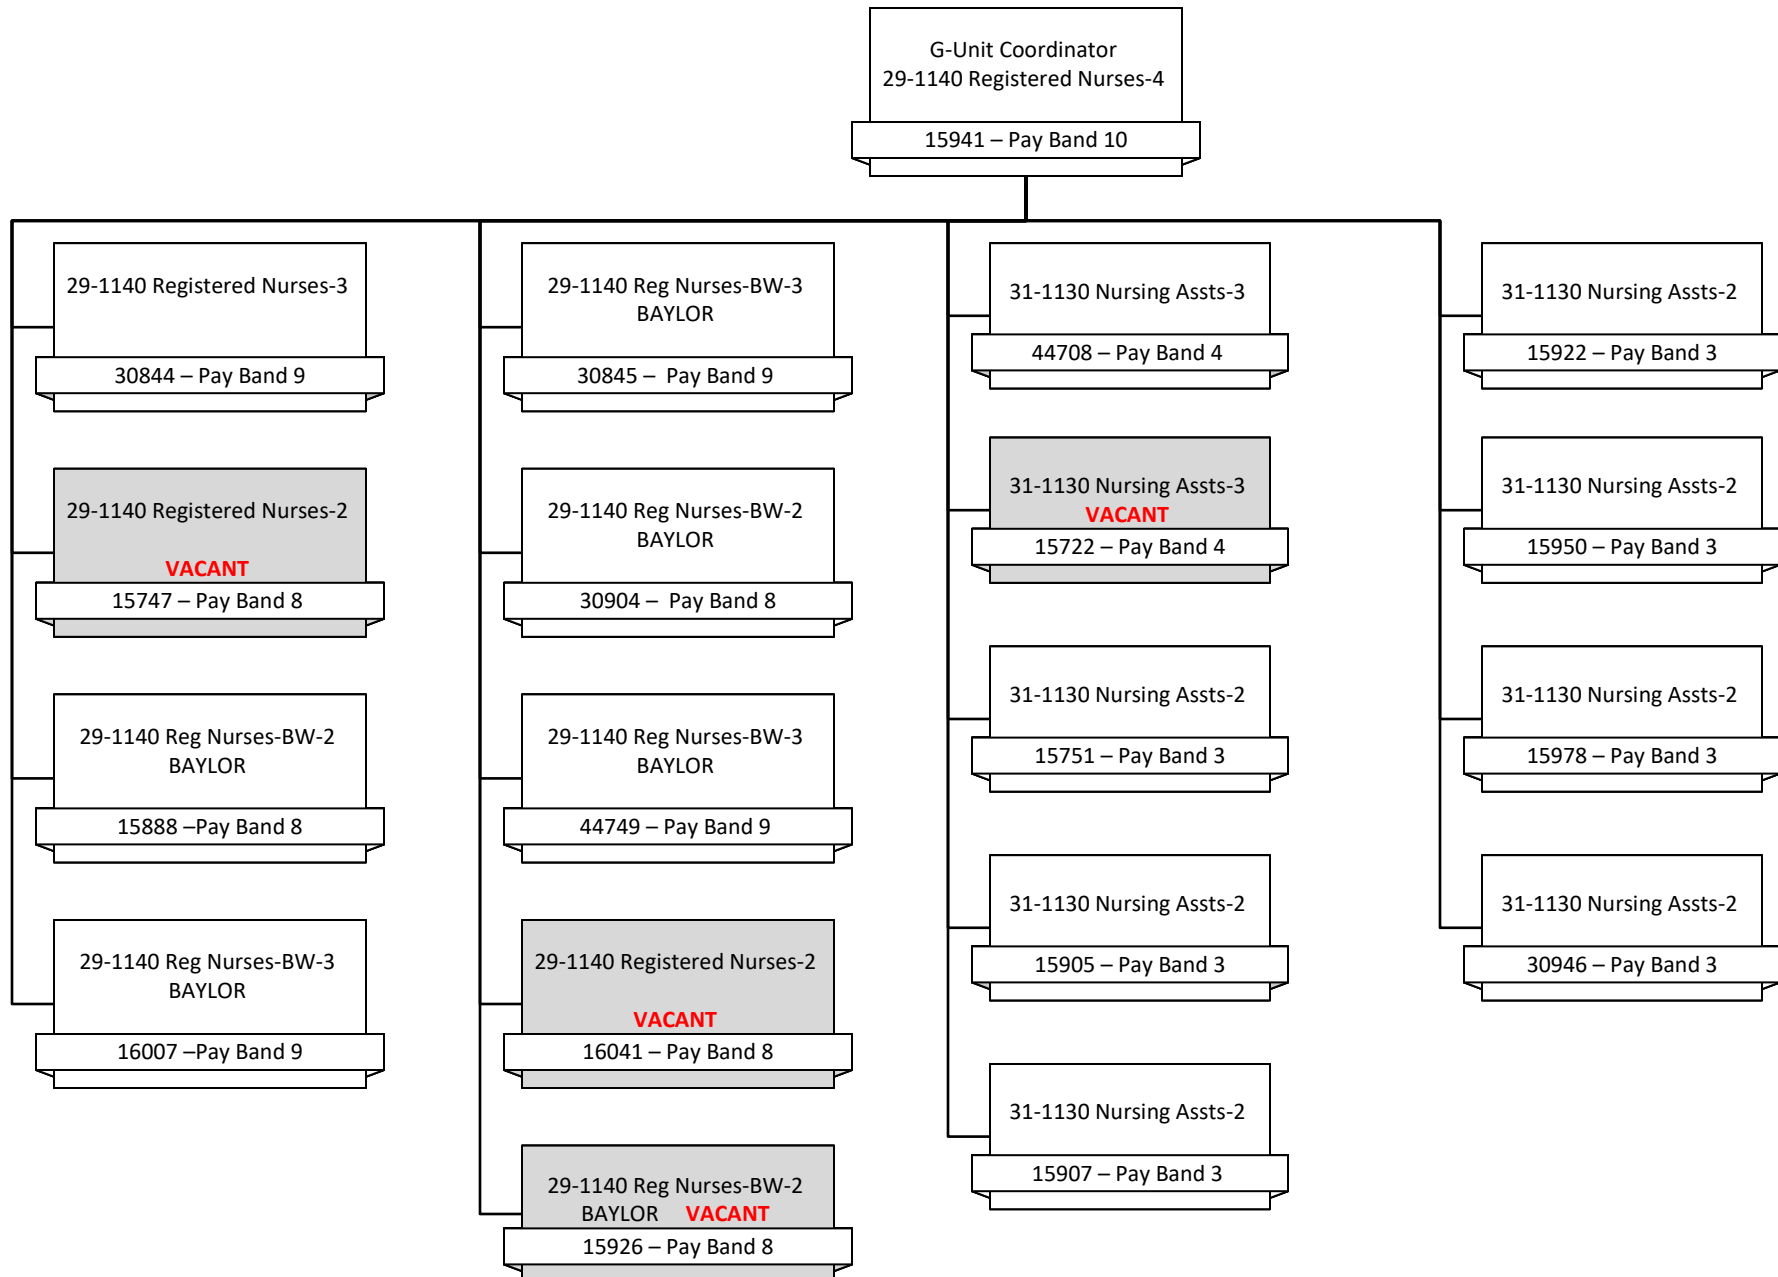 G-Unit Coordinator
29-1140 Registered Nurses-4
15941 – Pay Band 10
29-1140 Registered Nurses-3
30844 – Pay Band 9
29-1140 Registered Nurses-2
VACANT
15747 – Pay Band 8
29-1140 Reg Nurses-BW-2
BAYLOR
15888 –Pay Band 8
29-1140 Reg Nurses-BW-3
BAYLOR
16007 –Pay Band 9
29-1140 Reg Nurses-BW-3
BAYLOR
30845 –  Pay Band 9
29-1140 Reg Nurses-BW-2
BAYLOR
30904 –  Pay Band 8
29-1140 Reg Nurses-BW-3
BAYLOR
44749 – Pay Band 9
29-1140 Registered Nurses-2
VACANT
16041 – Pay Band 8
29-1140 Reg Nurses-BW-2
BAYLOR VACANT
15926 – Pay Band 8
31-1130 Nursing Assts-3
44708 – Pay Band 4
31-1130 Nursing Assts-3
VACANT
15722 – Pay Band 4
31-1130 Nursing Assts-2
15751 – Pay Band 3
31-1130 Nursing Assts-2
15905 – Pay Band 3
31-1130 Nursing Assts-2
15907 – Pay Band 3
31-1130 Nursing Assts-2
15922 – Pay Band 3
31-1130 Nursing Assts-2
15950 – Pay Band 3
31-1130 Nursing Assts-2
15978 – Pay Band 3
31-1130 Nursing Assts-2
30946 – Pay Band 3